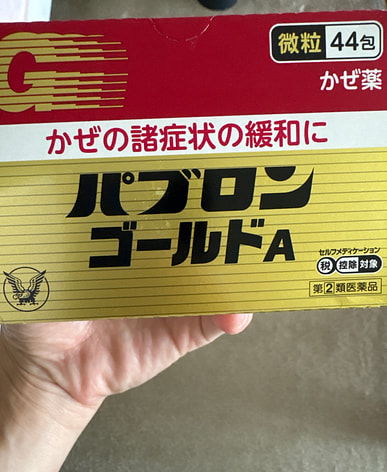 G
微粒 44包
かぜ薬
かぜの諸症状の緩和に
パブロン
ゴールドA
セルフメディケーション
税 控除 対象
指定②類医薬品